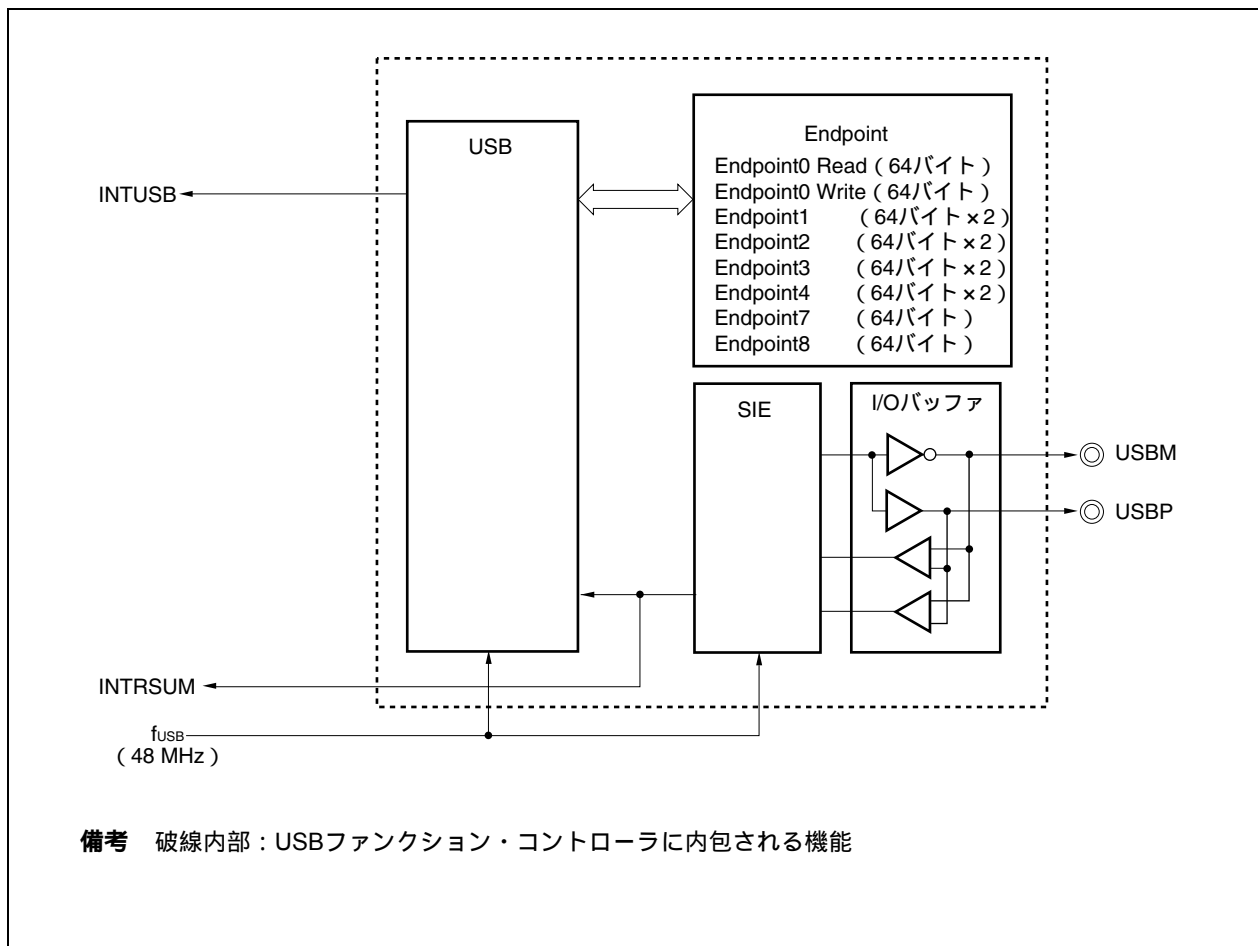 USB
Endpoint
Endpoint0 Read（64バイト）
Endpoint0 Write（64バイト）
Endpoint1 （64バイト×2）
Endpoint2 （64バイト×2）
Endpoint3 （64バイト×2）
Endpoint4 （64バイト×2）
Endpoint7 （64バイト）
Endpoint8 （64バイト）
INTUSB
SIE
I/Oバッファ
USBM
USBP
INTRSUM
fUSB
（48 MHz）
備考 破線内部：USBファンクション・コントローラに内包される機能